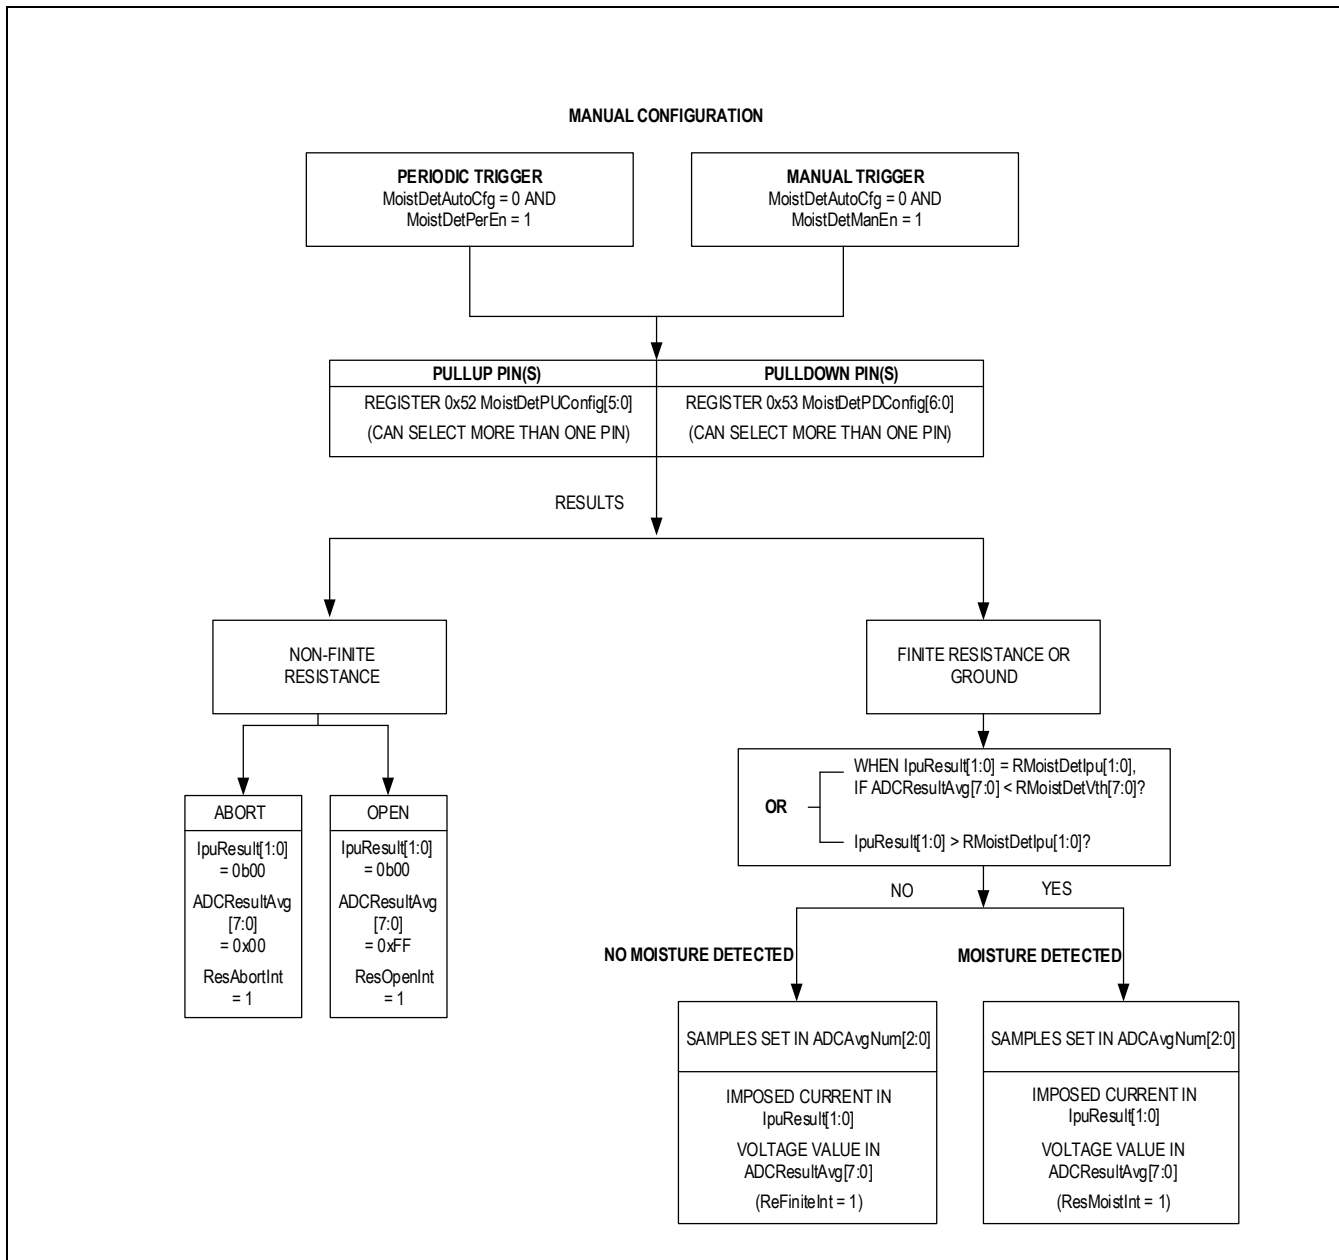 MANUAL CONFIGURATION
PERIODIC TRIGGER
MoistDetAutoCfg = 0 AND
MoistDetPerEn = 1
MANUAL TRIGGER
MoistDetAutoCfg = 0 AND
MoistDetManEn = 1
PULLUP PIN(S)
REGISTER 0x52 MoistDetPUConfig[5:0]
(CAN SELECT MORE THAN ONE PIN)
PULLDOWN PIN(S)
REGISTER 0x53 MoistDetPDConfig[6:0]
(CAN SELECT MORE THAN ONE PIN)
RESULTS
NON-FINITE
RESISTANCE
FINITE RESISTANCE OR
GROUND
ABORT
IpuResult[1:0]
= 0b00
ADCResultAvg
[7:0]
= 0x00
ResAbortInt
= 1
OPEN
IpuResult[1:0]
= 0b00
ADCResultAvg
[7:0]
= 0xFF
ResOpenInt
= 1
OR
WHEN IpuResult[1:0] = RMoistDetIpu[1:0],
IF ADCResultAvg[7:0] < RMoistDetVth[7:0]?
IpuResult[1:0] > RMoistDetIpu[1:0]?
NO
YES
NO MOISTURE DETECTED
MOISTURE DETECTED
SAMPLES SET IN ADCAvgNum[2:0]
IMPOSED CURRENT IN
IpuResult[1:0]
VOLTAGE VALUE IN
ADCResultAvg[7:0]
(ReFiniteInt = 1)
SAMPLES SET IN ADCAvgNum[2:0]
IMPOSED CURRENT IN
IpuResult[1:0]
VOLTAGE VALUE IN
ADCResultAvg[7:0]
(ResMoistInt = 1)